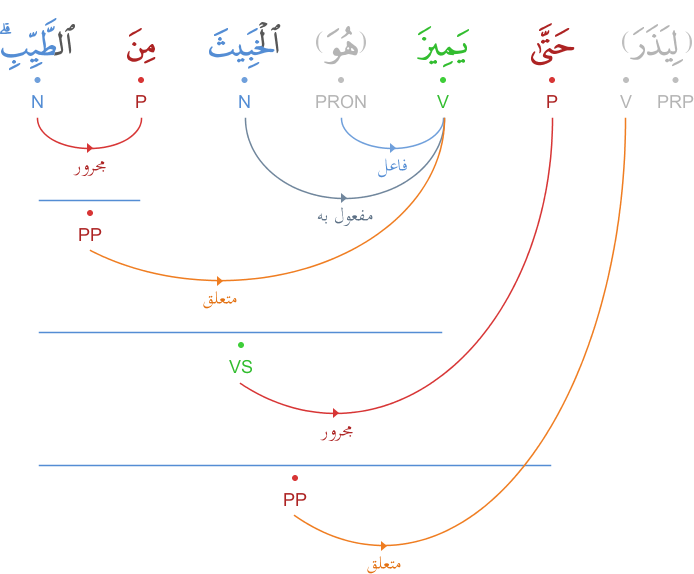 (لِيَذَرَ) حَتَّىٰ يَمِيزَ (هُوَ) ٱلْخَبِيثَ مِنَ ٱلطَّيِّبِ ۗ
PRP V P V PRON N P N
مجرور
فاعل
مفعول به
PP
متعلق
VS
مجرور
PP
متعلق